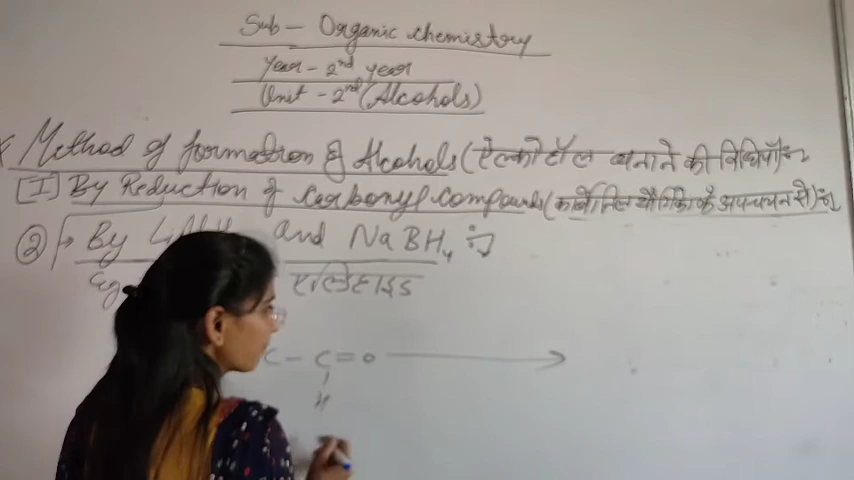 Sub - Organic chemistry
Year - 2nd year
Unit - 2nd (Alcohols)
Method of formation of Alcohols (ऐल्कोहॉल बनाने की विधियाँ) :-
[I] By Reduction of Carbonyl Compounds (कार्बोनिल यौगिकों के अपचयन से) :-
② → By and NaBH4 :-
Eg एल्डिहाइड
C - C = O
H